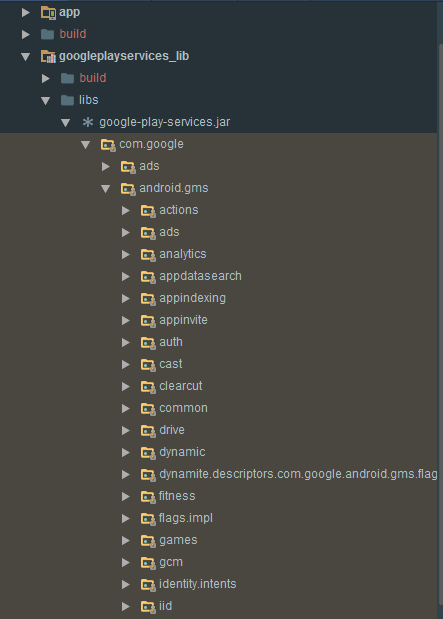 app
build
googleplayservices_lib
build
libs
google-play-services.jar
com.google
ads
android.gms
actions
ads
analytics
appdatasearch
appindexing
appinvite
auth
cast
clearcut
common
drive
dynamic
dynamite.descriptors.com.google.android.gms.flag
fitness
flags.impl
games
gcm
identity.intents
iid